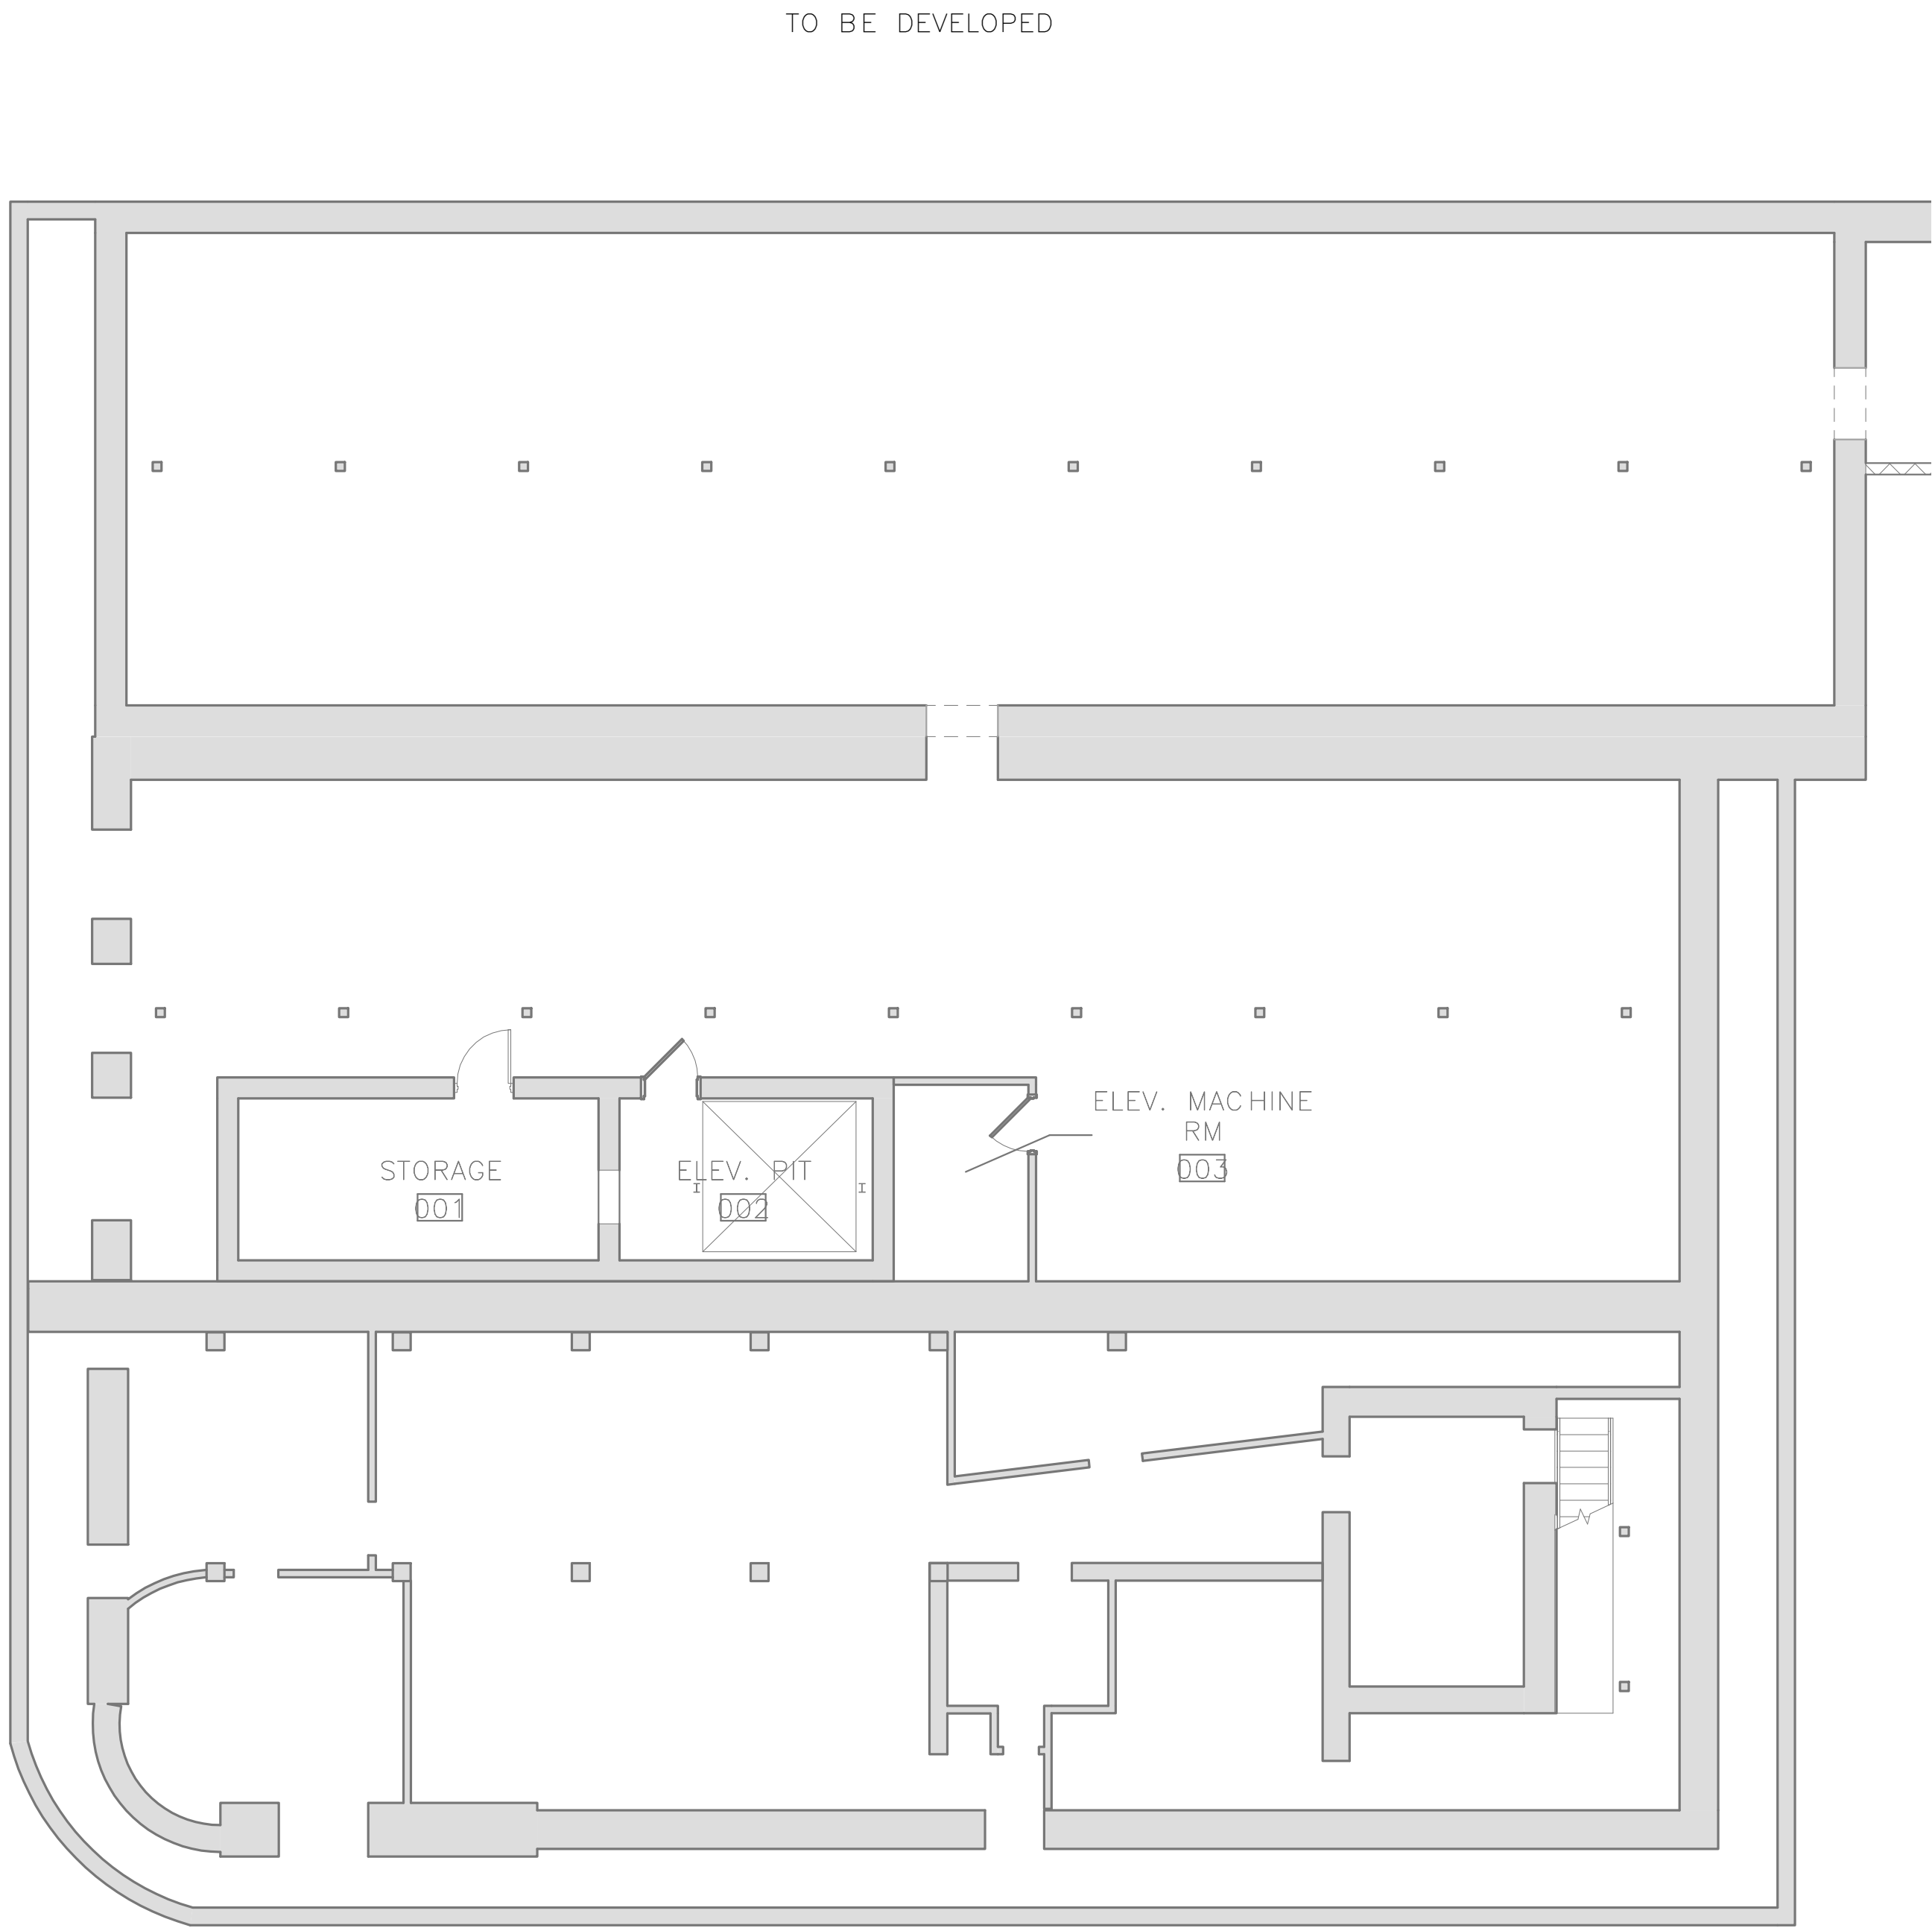 TO BE DEVELOPED
ELEV. MACHINE
RM
003
STORAGE
001
ELEV. PIT
002